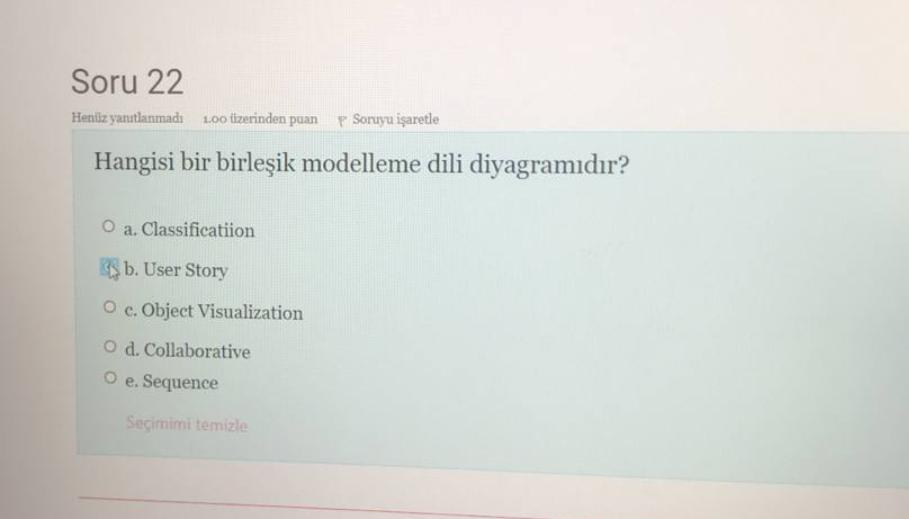 Soru 22
Henüz yanıtlanmadı 1.00 üzerinden puan Soruyu işaretle
Hangisi bir birleşik modelleme dili diyagramıdır?
a. Classificatiion
b. User Story
c. Object Visualization
d. Collaborative
e. Sequence
Seçimimi temizle